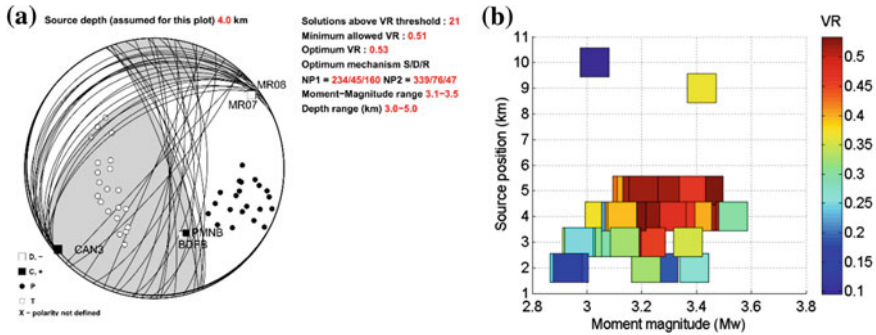 (a)
Source depth (assumed for this plot) 4.0 km
Solutions above VR threshold : 21
Minimum allowed VR : 0.51
Optimum VR : 0.53
Optimum mechanism S/D/R
NP1 = 234/45/160 NP2 = 339/76/47
Moment-Magnitude range 3.1-3.5
Depth range (km) 3.0-5.0
MR08
MR07
PMNB
BDFB
CAN3
D, -
C, +
P
T
X - polarity not defined
(b)
VR
Source position (km)
11
10
9
8
7
6
5
4
3
2
1
2.8 3 3.2 3.4 3.6 3.8
Moment magnitude (Mw)
0.5
0.45
0.4
0.35
0.3
0.25
0.2
0.15
0.1